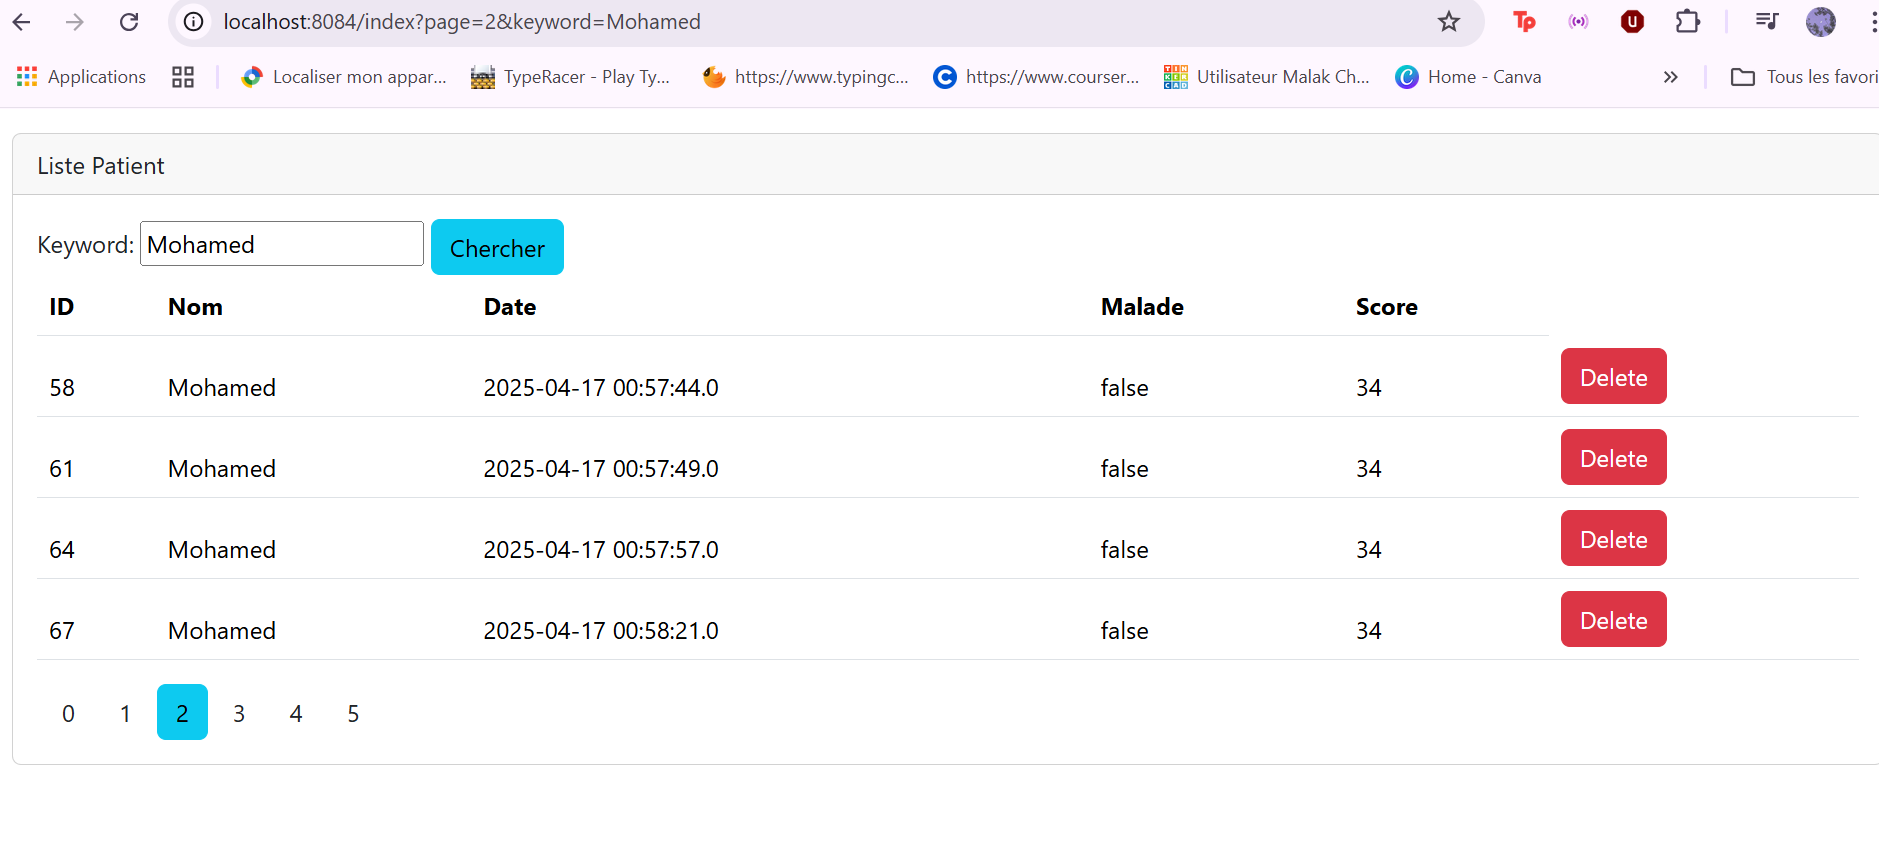 localhost:8084/index?page=2&keyword=Mohamed
Tp
Applications
Localiser mon appar...
TypeRacer - Play Ty...
https://www.typingc...
https://www.courser...
Utilisateur Malak Ch...
Home - Canva
»
Tous les favori
Liste Patient
Keyword: Mohamed Chercher
ID Nom Date Malade Score
58 Mohamed 2025-04-17 00:57:44.0 false 34 Delete
61 Mohamed 2025-04-17 00:57:49.0 false 34 Delete
64 Mohamed 2025-04-17 00:57:57.0 false 34 Delete
67 Mohamed 2025-04-17 00:58:21.0 false 34 Delete
0 1 2 3 4 5